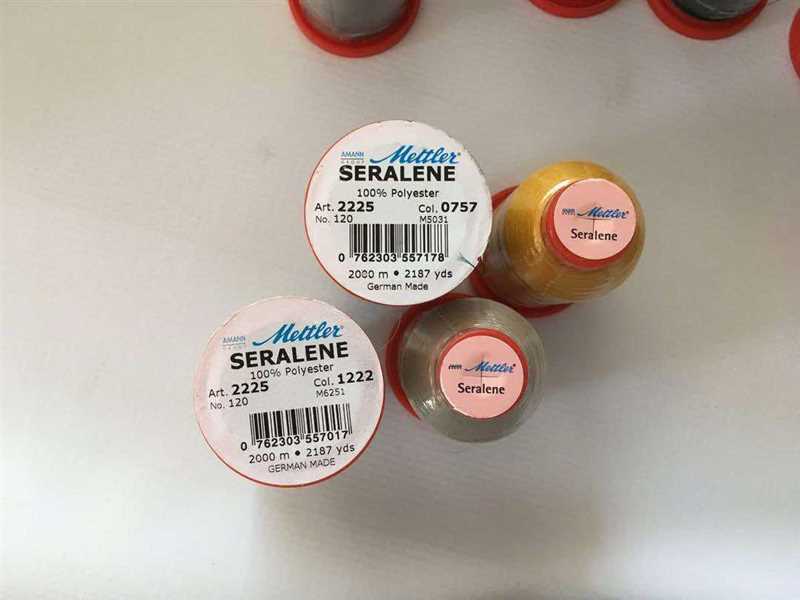 AMANN
GROUP
Mettler
SERALENE
100% Polyester
Art. 2225 Col. 0757
No. 120 M5031
0 762303 557178
2000 m • 2187 yds
German Made
Mettler
Seralene
AMANN
GROUP
Mettler
SERALENE
100% Polyester
Art. 2225 Col. 1222
No. 120 M6251
0 762303 557017
2000 m • 2187 yds
GERMAN MADE
Mettler
Seralene